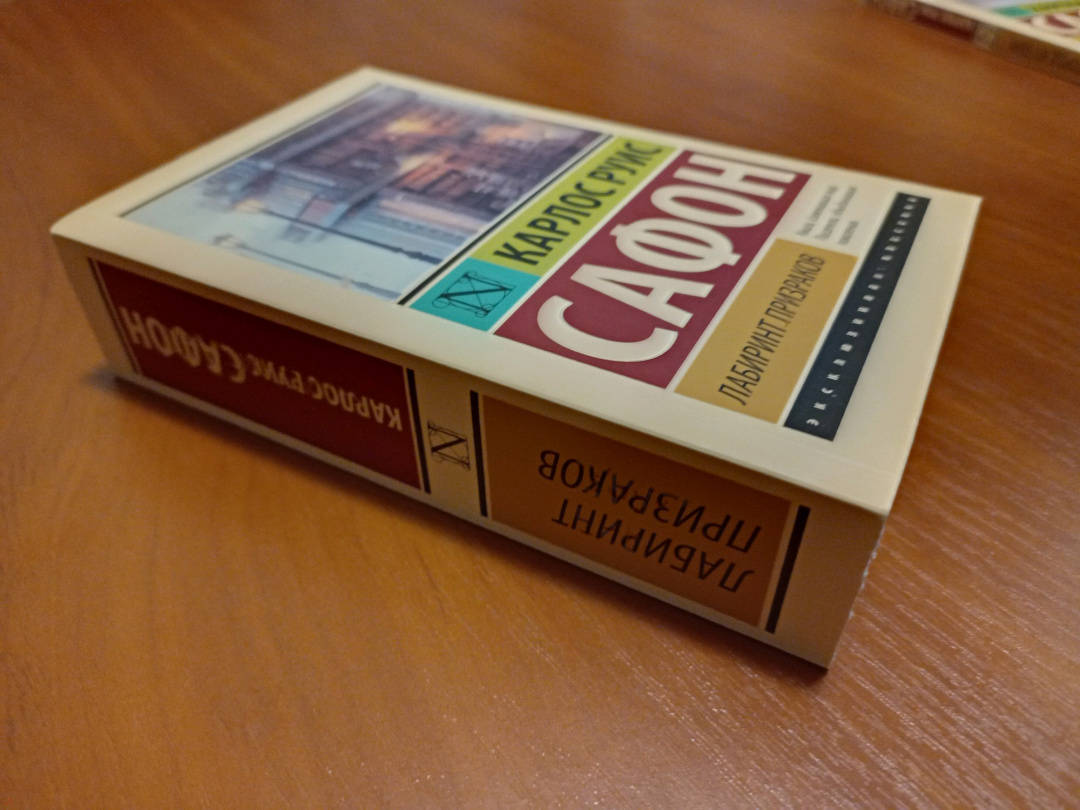 КАРЛОС РУИС
САФОН
ЛАБИРИНТ ПРИЗРАКОВ
эксклюзивная классика
КАРЛОС РУИС САФОН
N
ЛАБИРИНТ
ПРИЗРАКОВ